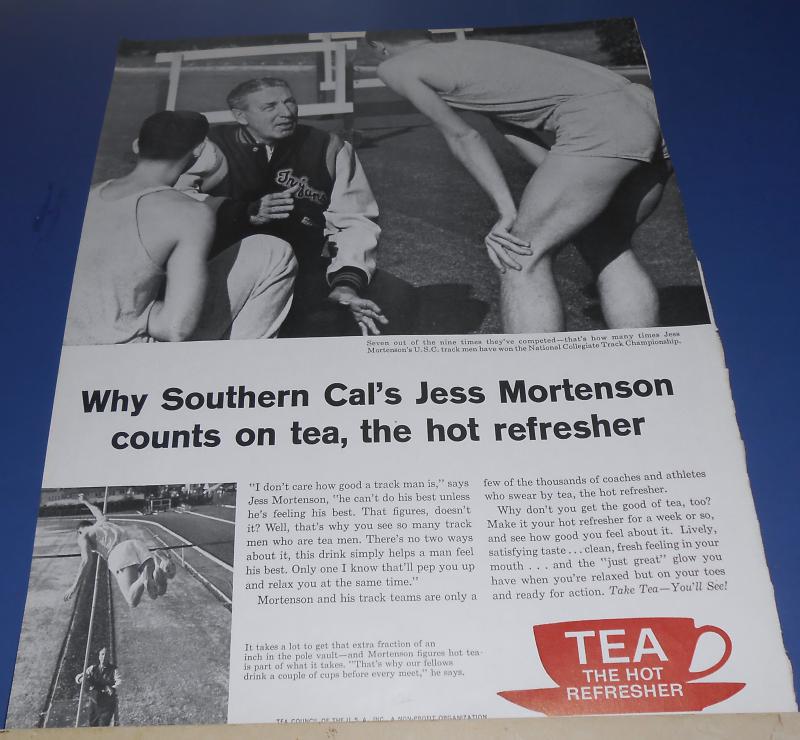 Trojans
Seven out of the nine times they've competed—that's how many times Jess
Mortenson's U.S.C. track men have won the National Collegiate Track Championship.
Why Southern Cal's Jess Mortenson
counts on tea, the hot refresher
"I don't care how good a track man is," says
Jess Mortenson, "he can't do his best unless
he's feeling his best. That figures, doesn't
it? Well, that's why you see so many track
men who are tea men. There's no two ways
about it, this drink simply helps a man feel
his best. Only one I know that'll pep you up
and relax you at the same time."
Mortenson and his track teams are only a
few of the thousands of coaches and athletes
who swear by tea, the hot refresher.
Why don't you get the good of tea, too?
Make it your hot refresher for a week or so,
and see how good you feel about it. Lively,
satisfying taste...clean, fresh feeling in your
mouth . . . and the "just great" glow you
have when you're relaxed but on your toes
and ready for action. Take Tea—You'll See!
It takes a lot to get that extra fraction of an
inch in the pole vault—and Mortenson figures hot tea
is part of what it takes. "That's why our fellows
drink a couple of cups before every meet," he says.
TEA
THE HOT
REFRESHER
TEA COUNCIL OF THE U.S.A. INC. A NON-PROFIT ORGANIZATION